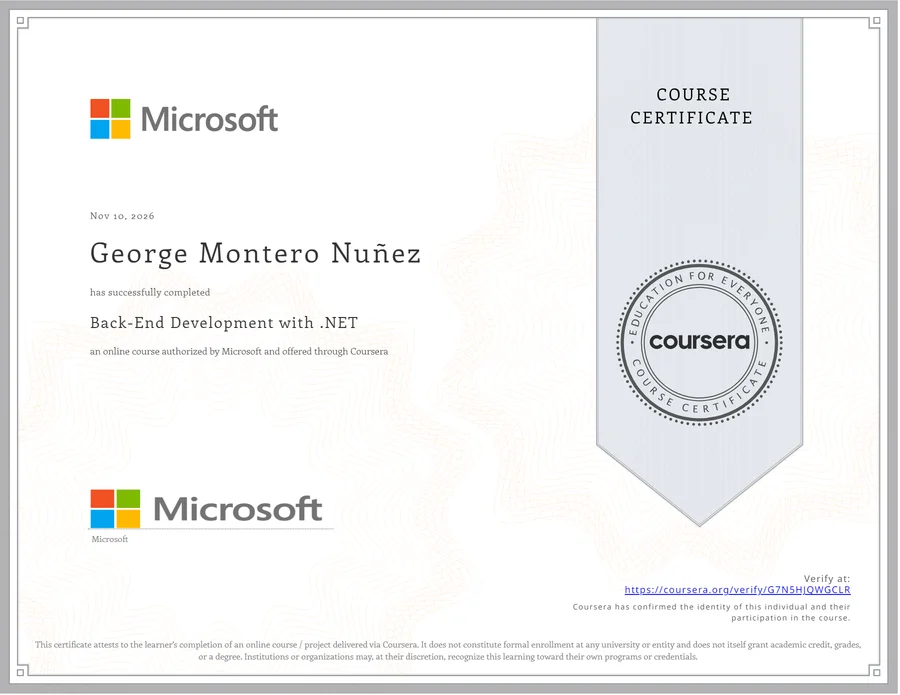 Microsoft
COURSE
CERTIFICATE
Nov 10, 2026
George Montero Nuñez
has successfully completed
Back-End Development with .NET
an online course authorized by Microsoft and offered through Coursera
EDUCATION FOR EVERYONE
coursera
COURSE CERTIFICATE
Microsoft
Microsoft
Verify at:
https://coursera.org/verify/G7N5HJQWGCLR
Coursera has confirmed the identity of this individual and their
participation in the course.
This certificate attests to the learner's completion of an online course / project delivered via Coursera. It does not constitute formal enrollment at any university or entity and does not itself grant academic credit, grades,
or a degree. Institutions or organizations may, at their discretion, recognize this learning toward their own programs or credentials.